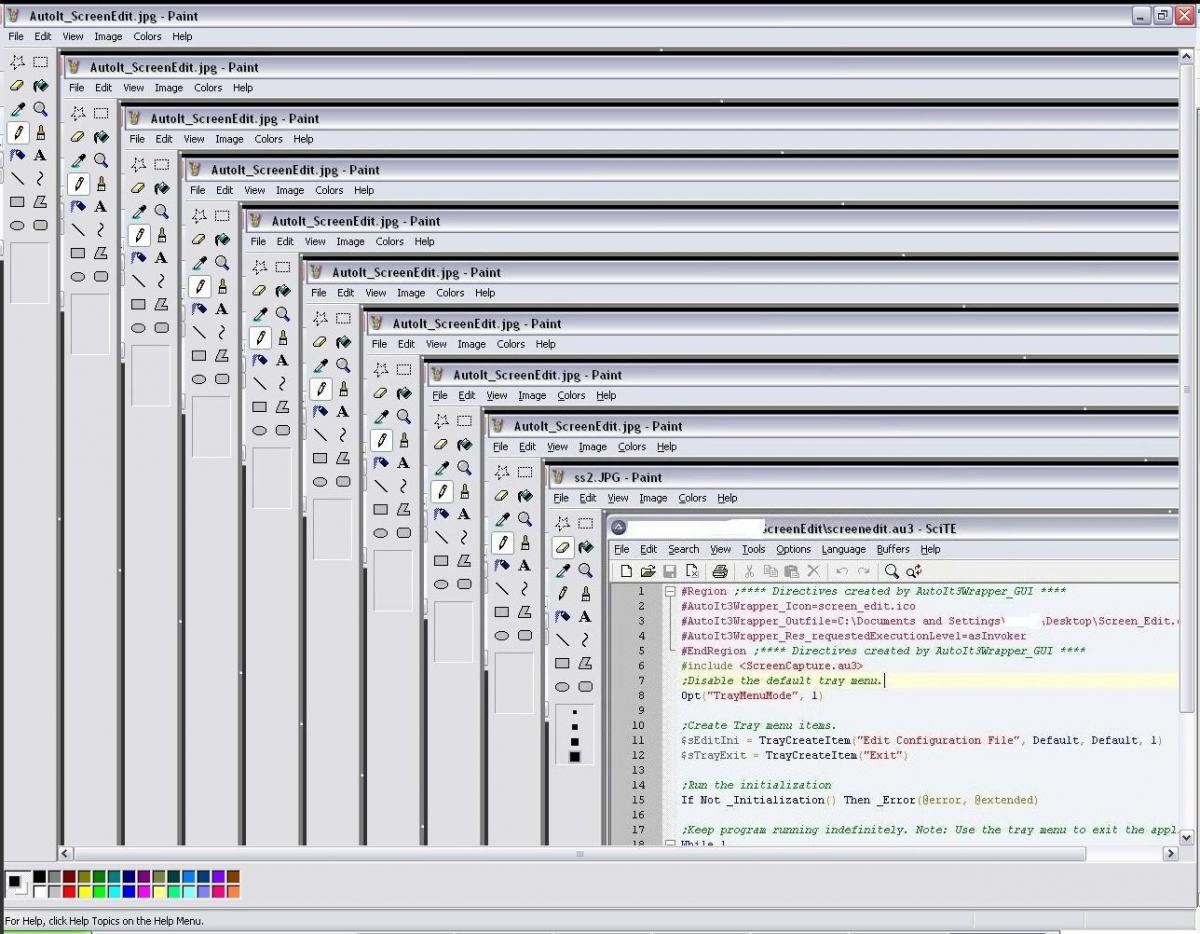 AutoIt_ScreenEdit.jpg - Paint
File Edit View Image Colors Help
AutoIt_ScreenEdit.jpg - Paint
File Edit View Image Colors Help
AutoIt_ScreenEdit.jpg - Paint
File Edit View Image Colors Help
AutoIt_ScreenEdit.jpg - Paint
File Edit View Image Colors Help
AutoIt_ScreenEdit.jpg - Paint
File Edit View Image Colors Help
AutoIt_ScreenEdit.jpg - Paint
File Edit View Image Colors Help
AutoIt_ScreenEdit.jpg - Paint
File Edit View Image Colors Help
AutoIt_ScreenEdit.jpg - Paint
File Edit View Image Colors Help
AutoIt_ScreenEdit.jpg - Paint
File Edit View Image Colors Help
ss2.JPG - Paint
File Edit View Image Colors Help
ScreenEdit\screenedit.au3 - SciTE
File Edit Search View Tools Options Language Buffers Help
1 #Region ;**** Directives created by AutoIt3Wrapper_GUI ****
2 #AutoIt3Wrapper_Icon=screen_edit.ico
3 #AutoIt3Wrapper_Outfile=C:\Documents and Settings\ \Desktop\Screen_Edit.
4 #AutoIt3Wrapper_Res_requestedExecutionLevel=asInvoker
5 #EndRegion ;**** Directives created by AutoIt3Wrapper_GUI ****
6 #include <ScreenCapture.au3>
7 ;Disable the default tray menu.
8 Opt("TrayMenuMode", 1)
9
10 ;Create Tray menu items.
11 $sEditIni = TrayCreateItem("Edit Configuration File", Default, Default, 1)
12 $sTrayExit = TrayCreateItem("Exit")
13
14 ;Run the initialization
15 If Not _Initialization() Then _Error(@error, @extended)
16
17 ;Keep program running indefinitely. Note: Use the tray menu to exit the appl
18 While 1
For Help, click Help Topics on the Help Menu.